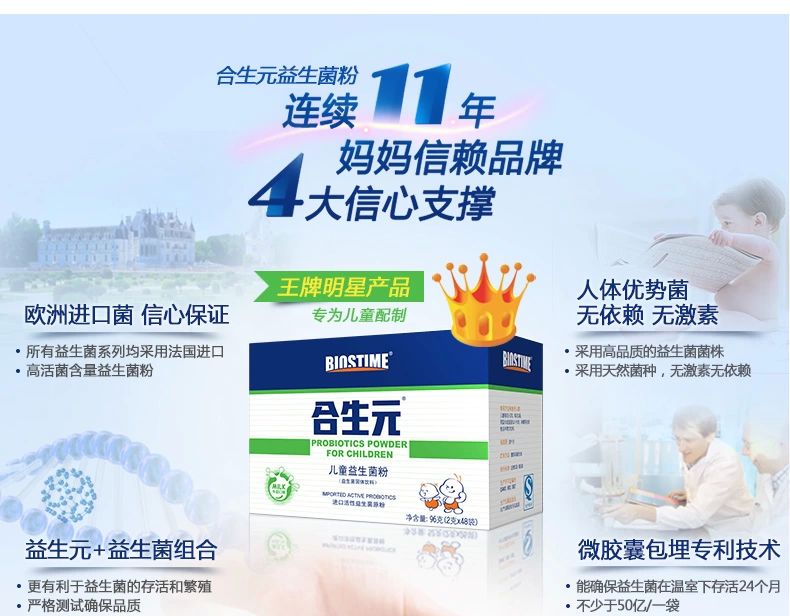 合生元益生菌粉
连续11年
妈妈信赖品牌
4大信心支撑
王牌明星产品
专为儿童配制
欧洲进口菌 信心保证
• 所有益生菌系列均采用法国进口
• 高活菌含量益生菌粉
人体优势菌
无依赖 无激素
• 采用高品质的益生菌菌株
• 采用天然菌种，无激素无依赖
BIOSTIME®
BIOSTIME
合生元®
PROBIOTICS POWDER
FOR CHILDREN
儿童益生菌粉
（益生菌固体饮料）
MILK
IMPORTED ACTIVE PROBIOTICS
进口活性益生菌原粉
净含量: 96克(2克x48袋)
益生元+益生菌组合
• 更有利于益生菌的存活和繁殖
• 严格测试确保品质
微胶囊包埋专利技术
• 能确保益生菌在温室下存活24个月
• 不少于50亿/一袋